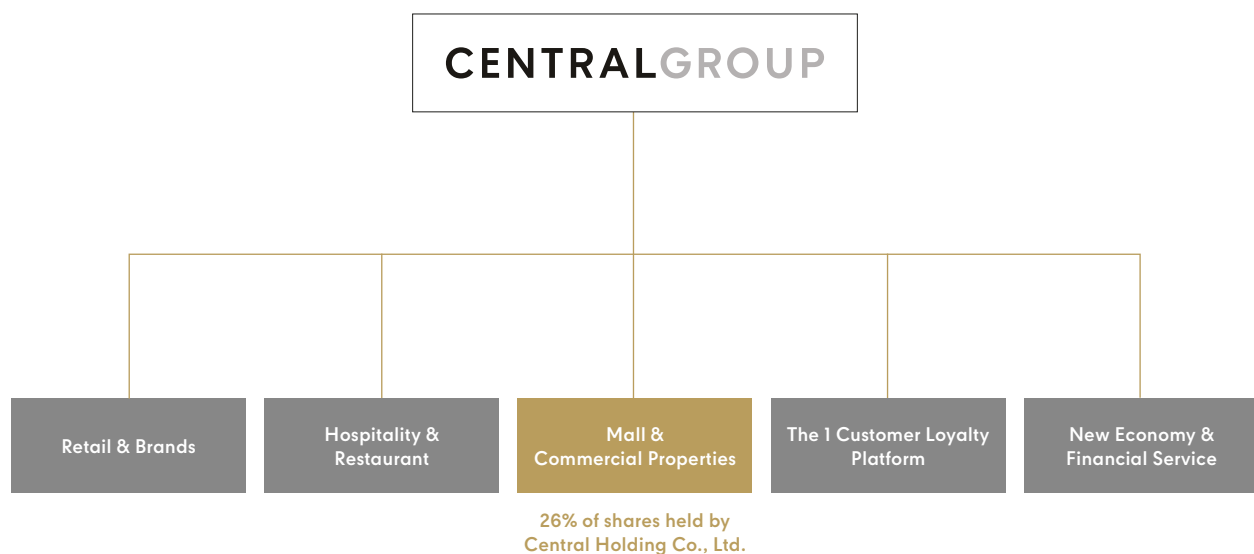 CENTRALGROUP
Retail & Brands
Hospitality &
Restaurant
Mall &
Commercial Properties
The 1 Customer Loyalty
Platform
New Economy &
Financial Service
26% of shares held by
Central Holding Co., Ltd.